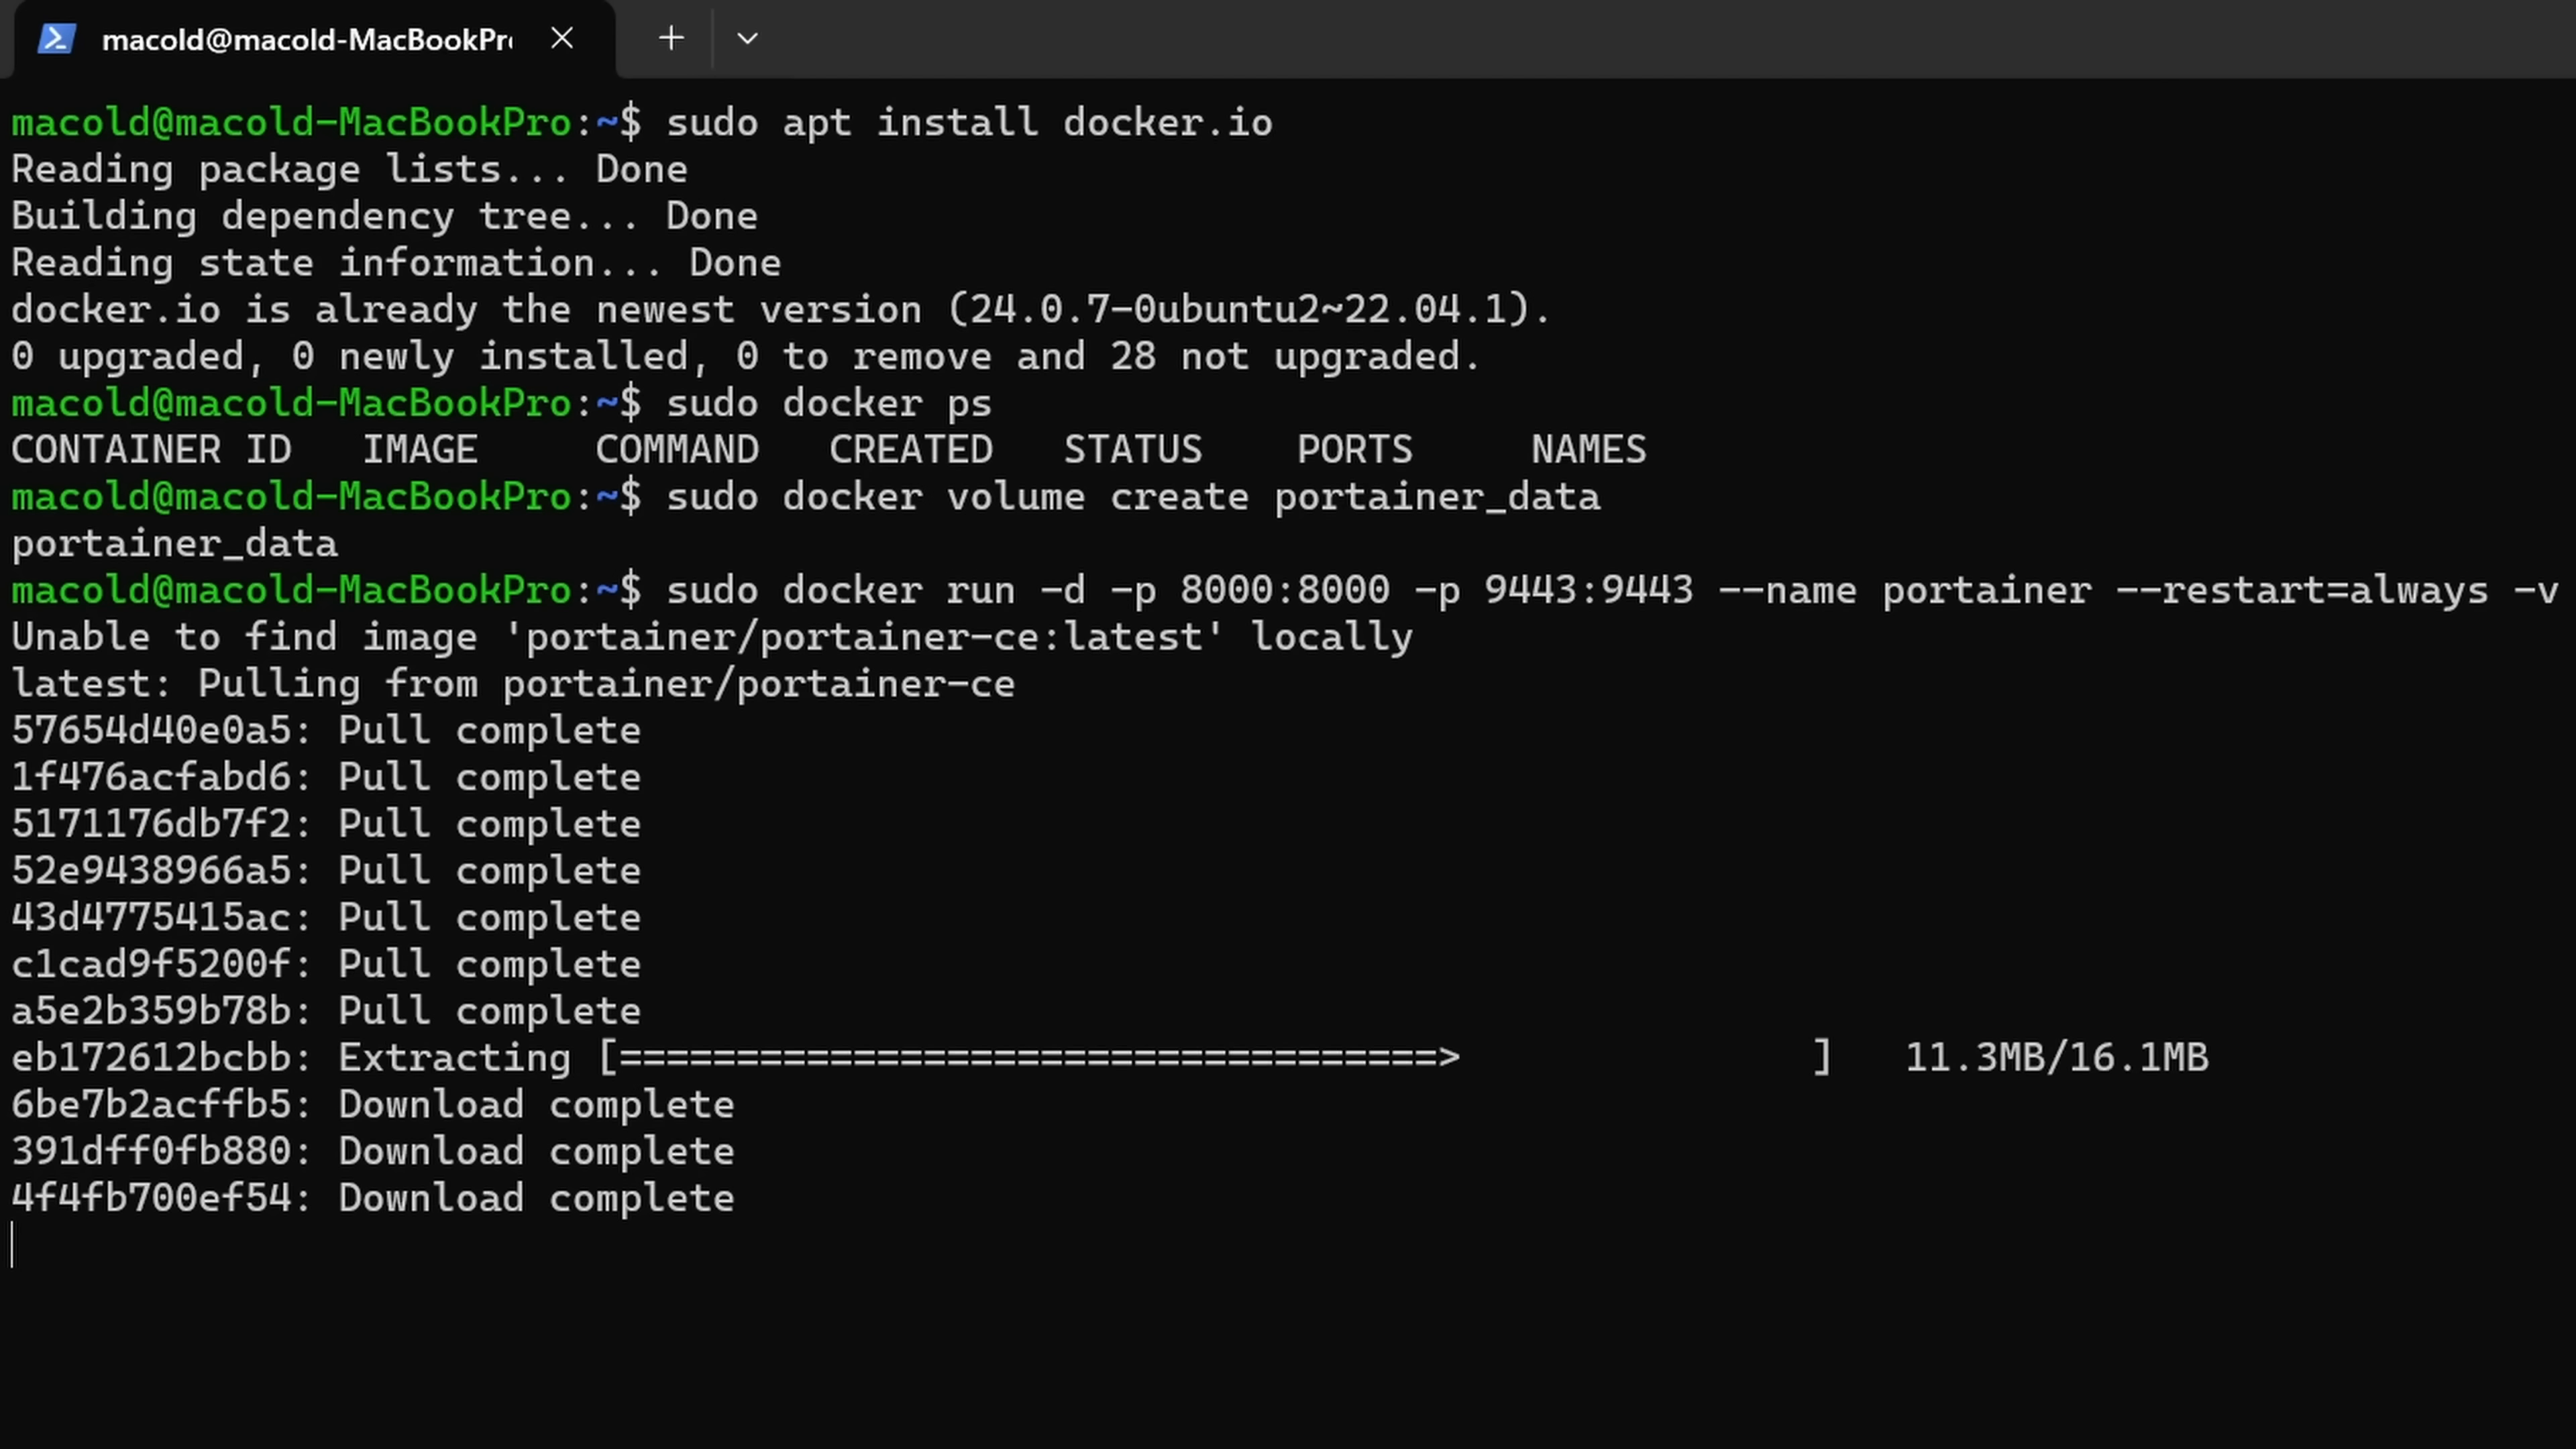 macold@macold-MacBookPro
macold@macold-MacBookPro:~$ sudo apt install docker.io
Reading package lists... Done
Building dependency tree... Done
Reading state information... Done
docker.io is already the newest version (24.0.7-0ubuntu2~22.04.1).
0 upgraded, 0 newly installed, 0 to remove and 28 not upgraded.
macold@macold-MacBookPro:~$ sudo docker ps
CONTAINER ID   IMAGE     COMMAND   CREATED   STATUS    PORTS     NAMES
macold@macold-MacBookPro:~$ sudo docker volume create portainer_data
portainer_data
macold@macold-MacBookPro:~$ sudo docker run -d -p 8000:8000 -p 9443:9443 --name portainer --restart=always -v
Unable to find image 'portainer/portainer-ce:latest' locally
latest: Pulling from portainer/portainer-ce
57654d40e0a5: Pull complete
1f476acfabd6: Pull complete
5171176db7f2: Pull complete
52e9438966a5: Pull complete
43d4775415ac: Pull complete
c1cad9f5200f: Pull complete
a5e2b359b78b: Pull complete
eb172612bcbb: Extracting [===================================>               ]   11.3MB/16.1MB
6be7b2acffb5: Download complete
391dff0fb880: Download complete
4f4fb700ef54: Download complete